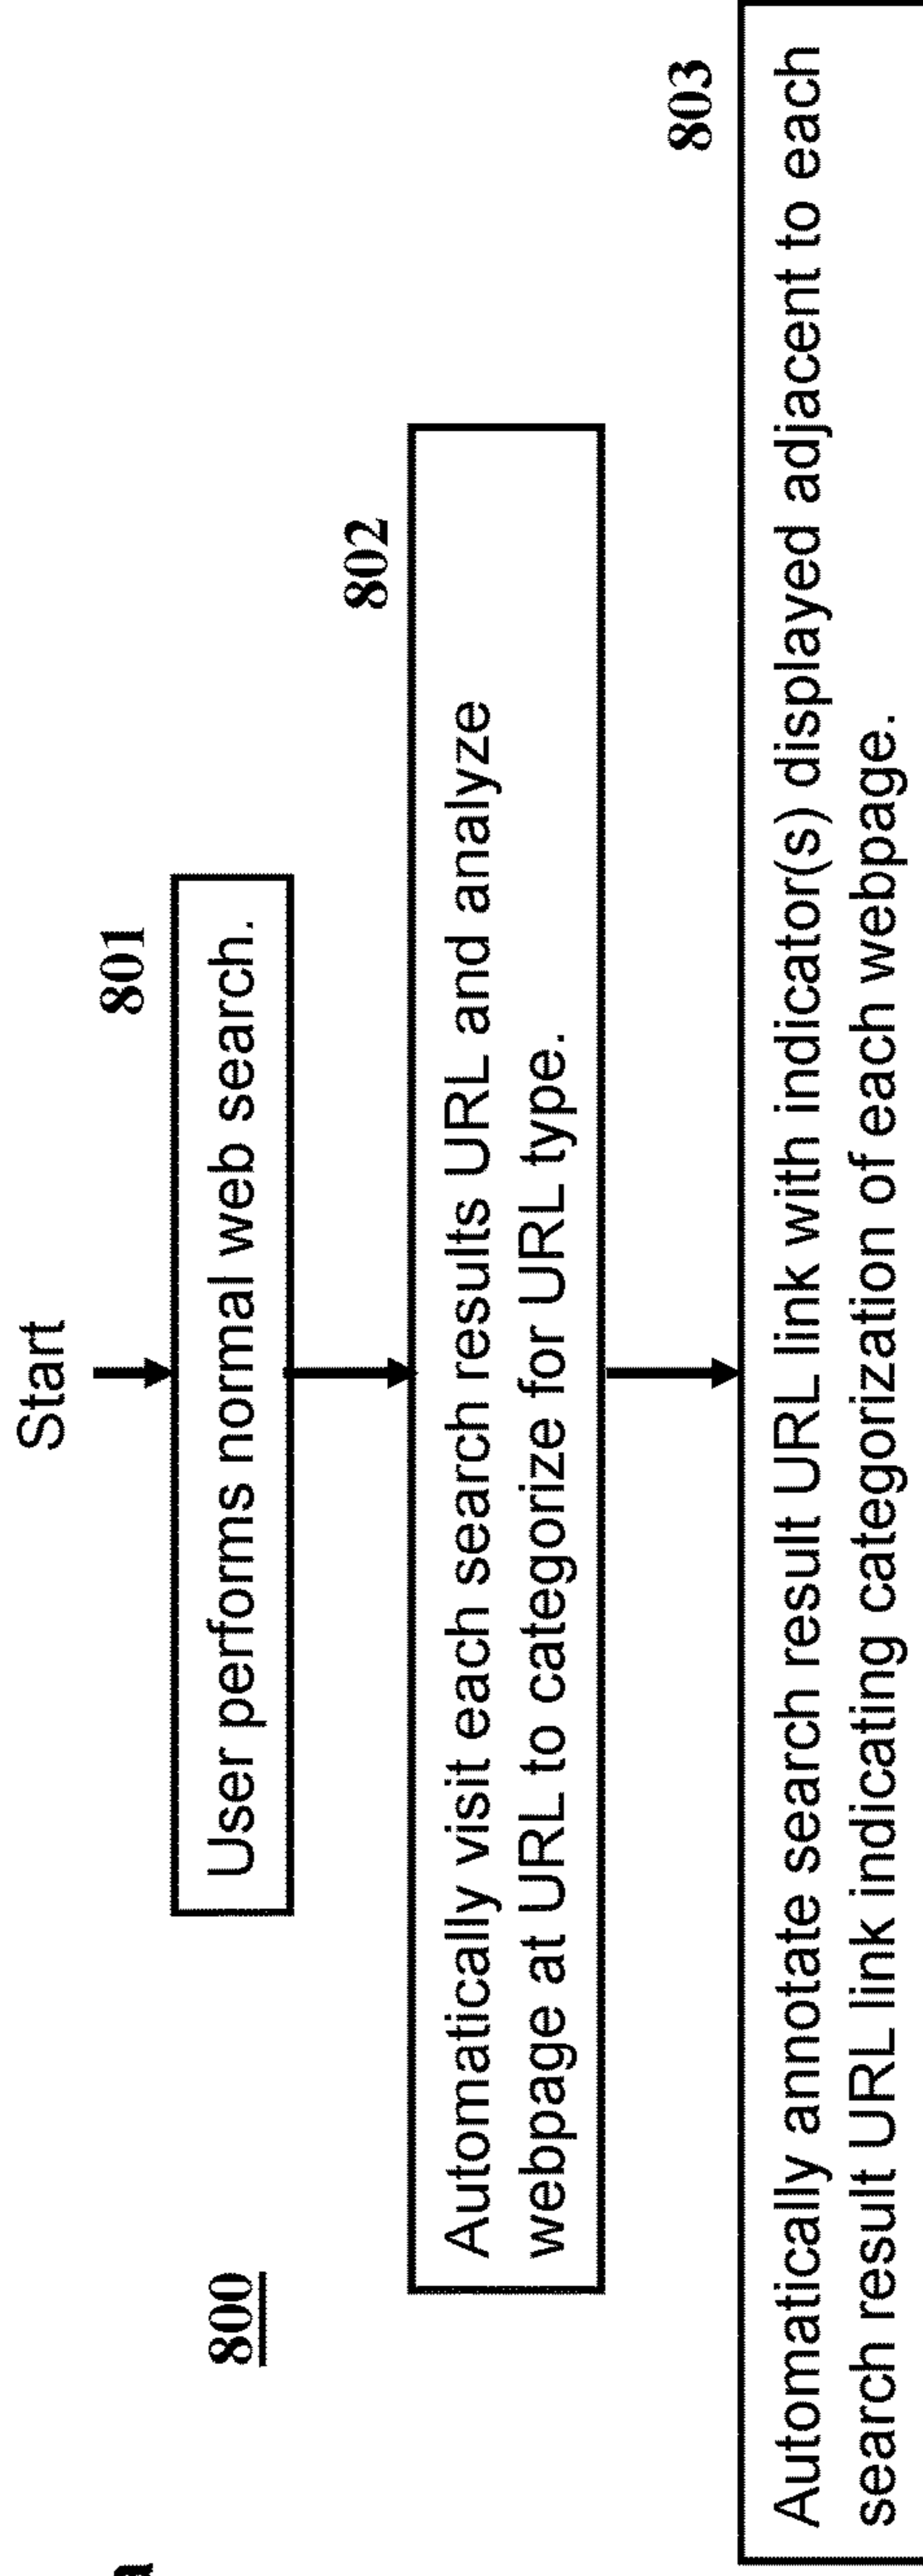 Start
801
User performs normal web search.
800
802
Automatically visit each search results URL and analyze
webpage at URL to categorize for URL type.
803
Automatically annotate search result URL link with indicator(s) displayed adjacent to each
search result URL link indicating categorization of each webpage.